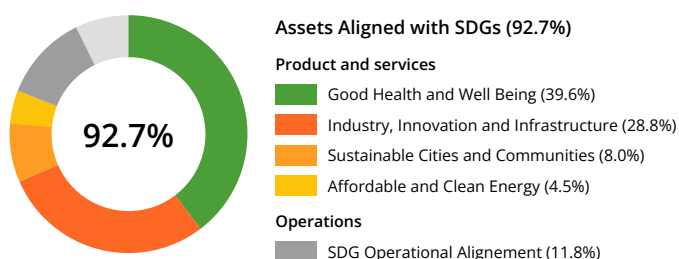 Assets Aligned with SDGs (92.7%)
Product and services
Good Health and Well Being (39.6%)
Industry, Innovation and Infrastructure (28.8%)
92.7%
Sustainable Cities and Communities (8.0%)
Affordable and Clean Energy (4.5%)
Operations
SDG Operational Alignement (11.8%)